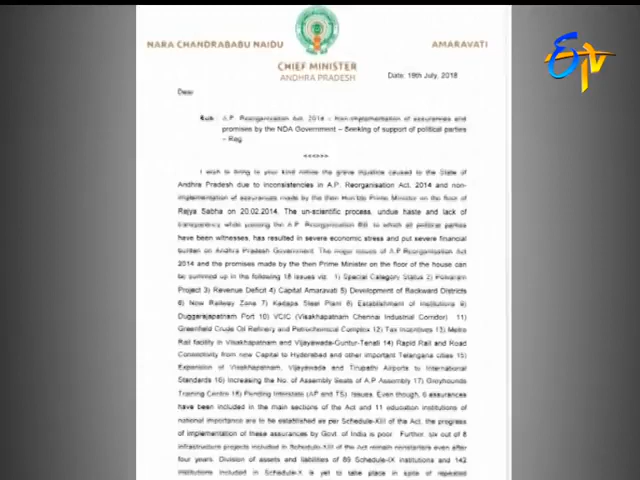 NARA CHANDRABABU NAIDU
AMARAVATI
ETV
CHIEF MINISTER
ANDHRA PRADESH
Date: 19th July, 2018
Dear
Sub : A.P. Reorganisation Act, 2014 – Non-implementation of assurances and
promises by the NDA Government – Seeking of support of political parties
– Reg.
<<>>>
I wish to bring to your kind notice the grave injustice caused to the State of
Andhra Pradesh due to inconsistencies in A.P. Reorganisation Act, 2014 and non-
implementation of assurances made by the then Hon'ble Prime Minister on the floor of
Rajya Sabha on 20.02.2014. The un-scientific process, undue haste and lack of
transparency while passing the A.P. Reorganisation Bill, to which all political parties
have been witnesses, has resulted in severe economic stress and put severe financial
burden on Andhra Pradesh Government. The major issues of A.P.Reorganisation Act
2014 and the promises made by the then Prime Minister on the floor of the house can
be summed up in the following 18 issues viz. 1) Special Category Status 2) Polavaram
Project 3) Revenue Deficit 4) Capital Amaravati 5) Development of Backward Districts
6) New Railway Zone 7) Kadapa Steel Plant 8) Establishment of Institutions 9)
Duggarajapatnam Port 10) VCIC (Visakhapatnam Chennai Industrial Corridor) 11)
Greenfield Crude Oil Refinery and Petrochemical Complex 12) Tax Incentives 13) Metro
Rail facility in Visakhapatnam and Vijayawada-Guntur-Tenali 14) Rapid Rail and Road
Connectivity from new Capital to Hyderabad and other important Telangana cities 15)
Expansion of Visakhapatnam, Vijayawada and Tirupathi Airports to International
Standards 16) Increasing the No. of Assembly Seats of A.P Assembly 17) Greyhounds
Training Centre 18) Pending Interstate (AP and TS) Issues. Even though, 6 assurances
have been included in the main sections of the Act and 11 education institutions of
national importance are to be established as per Schedule-XIII of the Act, the progress
of implementation of these assurances by Govt. of India is poor. Further, six out of 8
infrastructure projects included in Schedule-XIII of the Act remain nonstarters even after
four years. Division of assets and liabilities of 89 Schedule-IX institutions and 142
institutions included in Schedule-X is yet to take place in spite of repeated